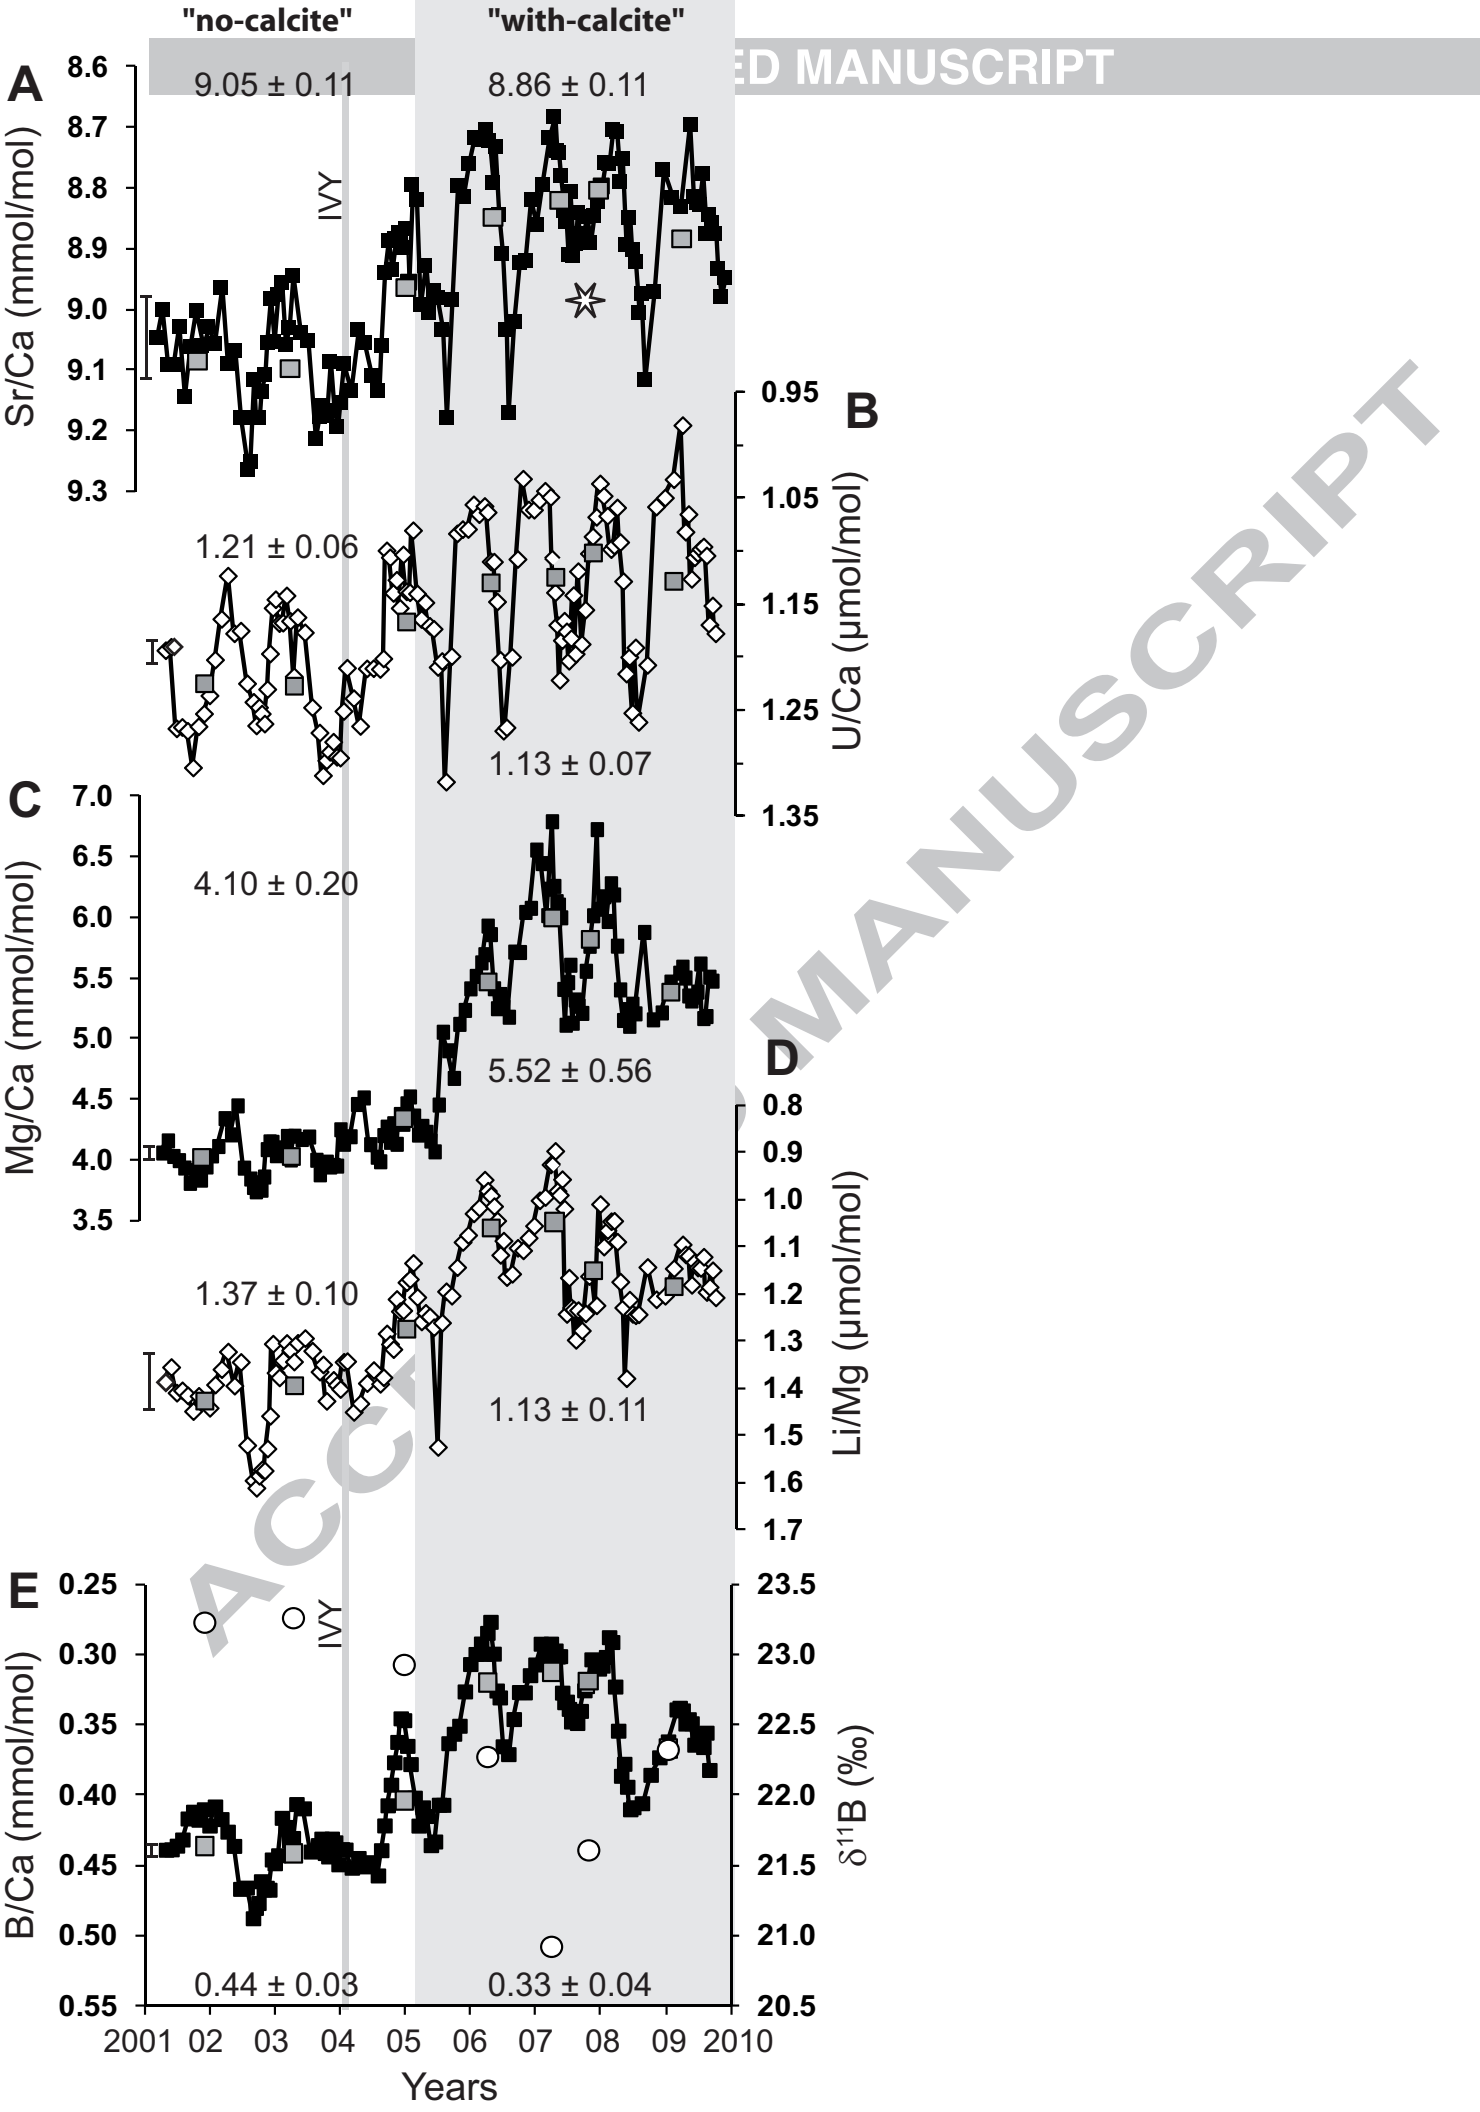 "no-calcite" "with-calcite"
ED MANUSCRIPT
A
Sr/Ca (mmol/mol)
8.6
8.7
8.8
8.9
9.0
9.1
9.2
9.3
9.05 ± 0.11
8.86 ± 0.11
IVY
B
U/Ca (μmol/mol)
0.95
1.05
1.15
1.25
1.35
1.21 ± 0.06
1.13 ± 0.07
C
Mg/Ca (mmol/mol)
7.0
6.5
6.0
5.5
5.0
4.5
4.0
3.5
4.10 ± 0.20
5.52 ± 0.56
D
Li/Mg (μmol/mol)
0.8
0.9
1.0
1.1
1.2
1.3
1.4
1.5
1.6
1.7
1.37 ± 0.10
1.13 ± 0.11
E
B/Ca (mmol/mol)
0.25
0.30
0.35
0.40
0.45
0.50
0.55
IVY
0.44 ± 0.03
0.33 ± 0.04
23.5
23.0
22.5
22.0
21.5
21.0
20.5
δ¹¹B (‰)
2001 02 03 04 05 06 07 08 09 2010
Years
ACCE D MANUSCRIPT